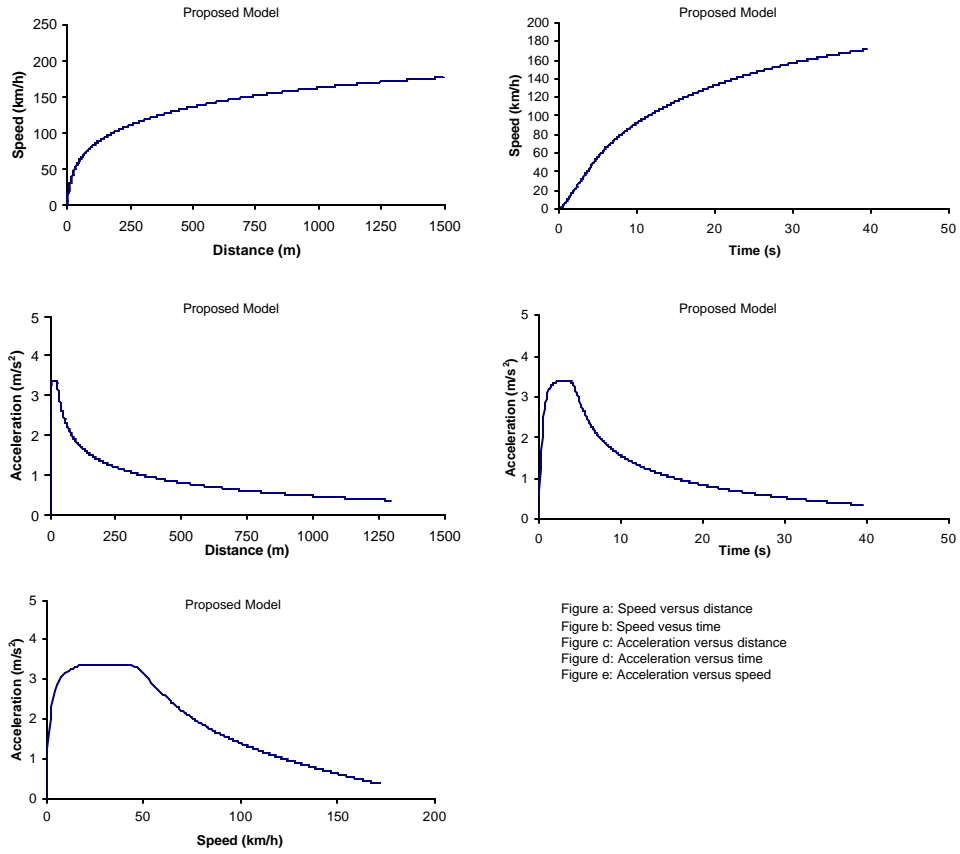 Proposed Model
250
200
150
100
50
0
Speed (km/h)
0 250 500 750 1000 1250 1500
Distance (m)
Proposed Model
200
180
160
140
120
100
80
60
40
20
0
Speed (km/h)
0 10 20 30 40 50
Time (s)
Proposed Model
5
4
3
2
1
0
Acceleration (m/s²)
0 250 500 750 1000 1250 1500
Distance (m)
Proposed Model
5
4
3
2
1
0
Acceleration (m/s²)
0 10 20 30 40 50
Time (s)
Proposed Model
5
4
3
2
1
0
Acceleration (m/s²)
0 50 100 150 200
Speed (km/h)
Figure a: Speed versus distance
Figure b: Speed vesus time
Figure c: Acceleration versus distance
Figure d: Acceleration versus time
Figure e: Acceleration versus speed